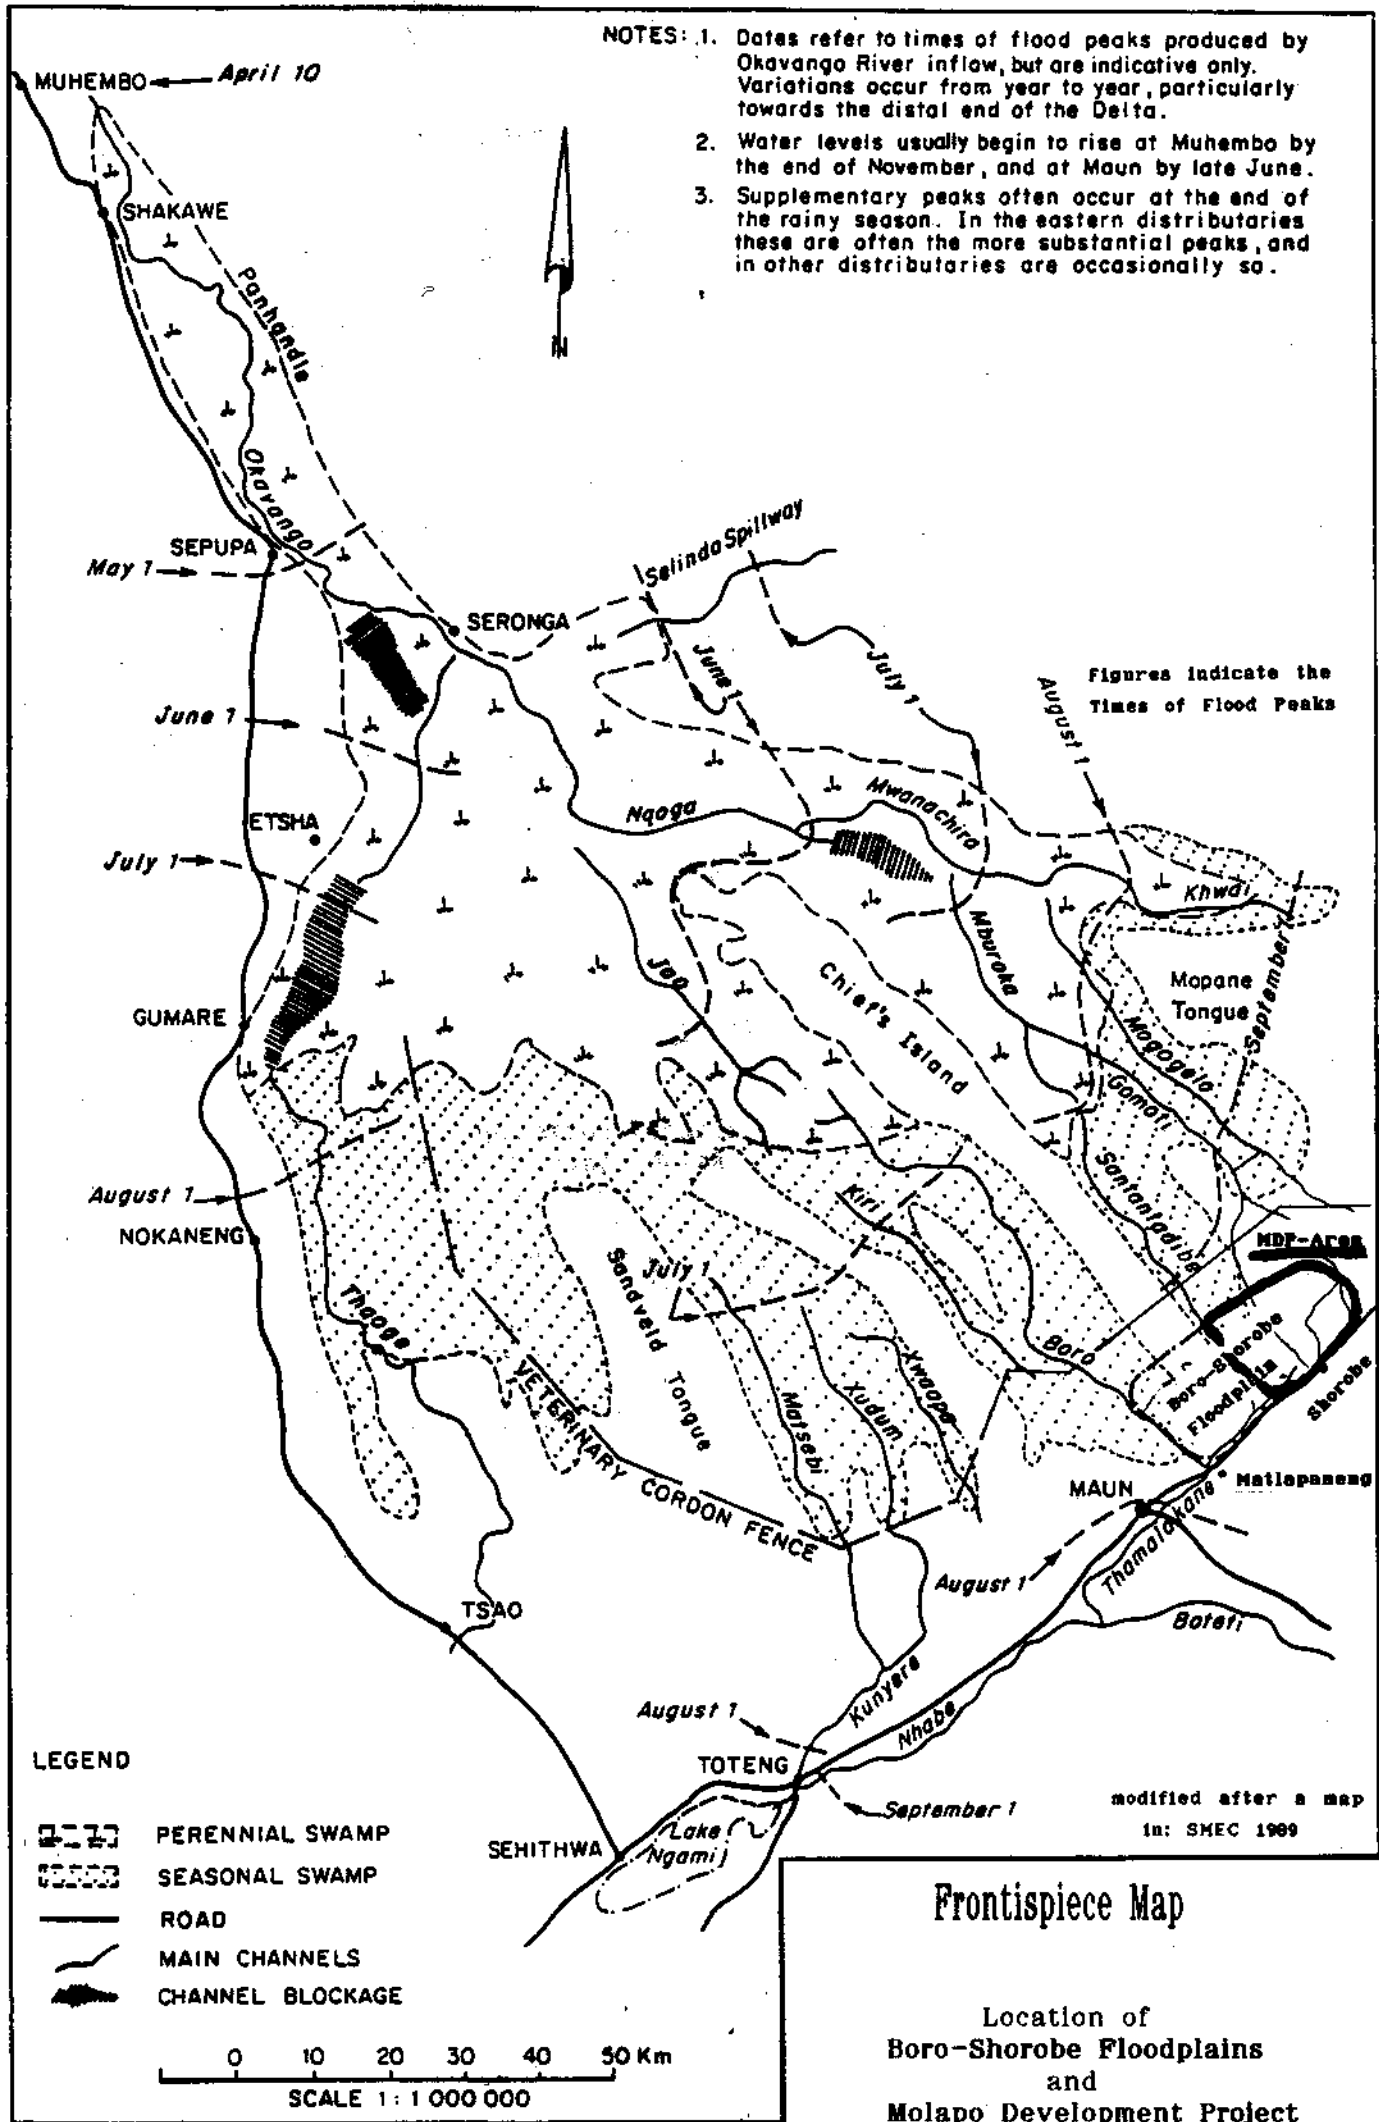 NOTES: 1. Dates refer to times of flood peaks produced by
Okavango River inflow, but are indicative only.
Variations occur from year to year, particularly
towards the distal end of the Delta.
2. Water levels usually begin to rise at Muhembo by
the end of November, and at Maun by late June.
3. Supplementary peaks often occur at the end of
the rainy season. In the eastern distributaries
these are often the more substantial peaks, and
in other distributaries are occasionally so.
MUHEMBO
April 10
SHAKAWE
Panhandle
N
Okavango
SEPUPA
May 1
Selinda Spillway
SERONGA
June 1
July 1
August 1
Figures indicate the
Times of Flood Peaks
June 1
ETSHA
July 1
Nqoga
Mwanachira
Khwai
September 1
Mopane
Tongue
Mburoka
Jao
Chief's Island
Mogogelo
Gomoti
Santantadibe
GUMARE
August 1
NOKANENG
Thaoge
Sandveld
Tongue
July 1
Kiri
Boro
MDP-Area
Boro-Shorobe
Floodplain
Shorobe
Xwaapa
Xudum
Matsebi
VETERINARY CORDON FENCE
MAUN
Matlapaneng
Thamalakane
August 1
Boteti
TSAO
Kunyere
Nhabe
August 1
TOTENG
September 1
Lake
Ngami
SEHITHWA
modified after a map
in: SMEC 1989
LEGEND
PERENNIAL SWAMP
SEASONAL SWAMP
ROAD
MAIN CHANNELS
CHANNEL BLOCKAGE
0 10 20 30 40 50 Km
SCALE 1 : 1 000 000
Frontispiece Map
Location of
Boro-Shorobe Floodplains
and
Molapo Development Project